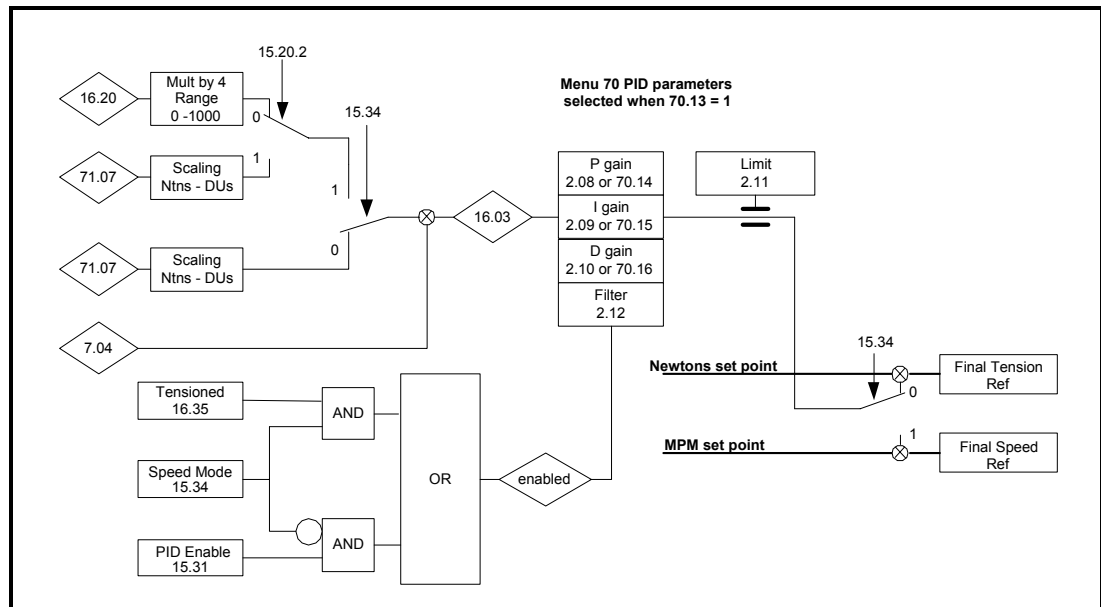 15.20.2
16.20
Mult by 4
Range
0 -1000
0
15.34
Menu 70 PID parameters
selected when 70.13 = 1
71.07
Scaling
Ntns - DUs
1
1
0
16.03
P gain
2.08 or 70.14
I gain
2.09 or 70.15
D gain
2.10 or 70.16
Filter
2.12
Limit
2.11
71.07
Scaling
Ntns - DUs
7.04
15.34
Newtons set point
0
Final Tension
Ref
MPM set point
1
Final Speed
Ref
Tensioned
16.35
AND
Speed Mode
15.34
OR
enabled
PID Enable
15.31
AND